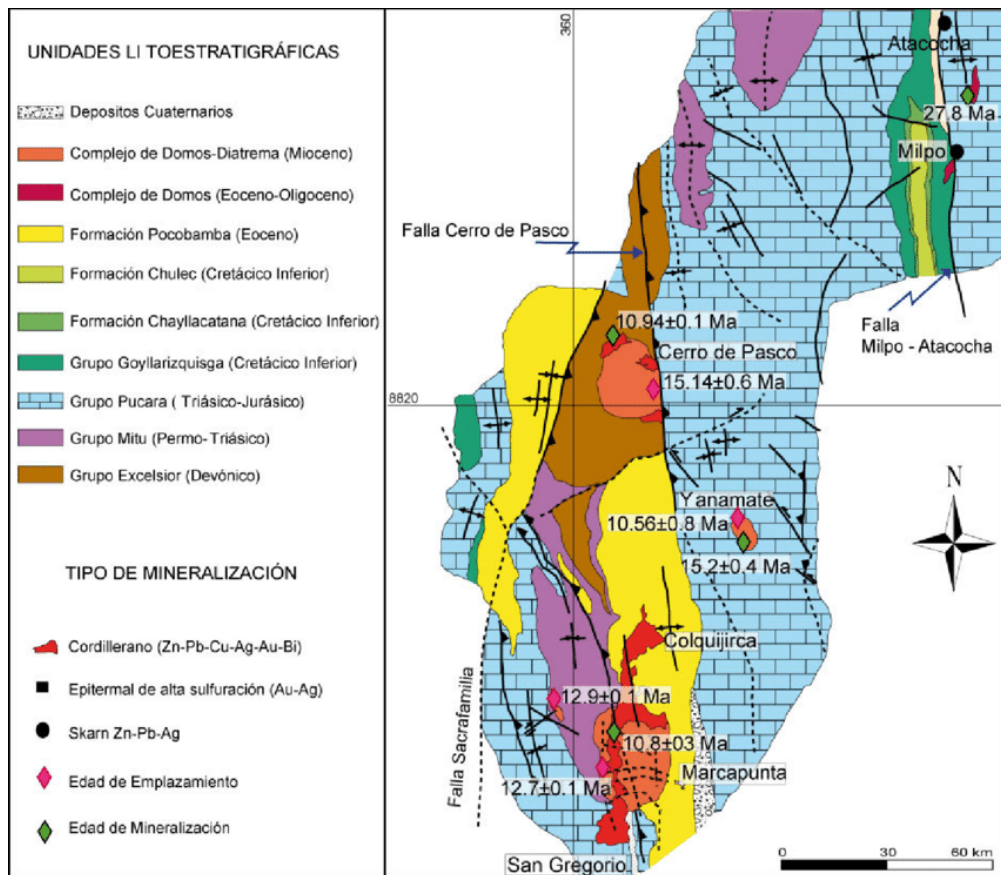 UNIDADES LI TOESTRATIGRÁFICAS
Depositos Cuaternarios
Complejo de Domos-Diatrema (Mioceno)
Complejo de Domos (Eoceno-Oligoceno)
Formación Pocobamba (Eoceno)
Formación Chulec (Cretácico Inferior)
Formación Chayllacatana (Cretácico Inferior)
Grupo Goyllarizquisga (Cretácico Inferior)
Grupo Pucara ( Triásico-Jurásico)
Grupo Mitu (Permo-Triásico)
Grupo Excelsior (Devónico)
TIPO DE MINERALIZACIÓN
Cordillerano (Zn-Pb-Cu-Ag-Au-Bi)
Epitermal de alta sulfuración (Au-Ag)
Skarn Zn-Pb-Ag
Edad de Emplazamiento
Edad de Mineralización
360
Atacocha
27.8 Ma
Milpo
Falla Cerro de Pasco
Falla
Milpo - Atacocha
10.94±0.1 Ma
Cerro de Pasco
15.14±0.6 Ma
8820
N
Yanamate
10.56±0.8 Ma
15.2±0.4 Ma
Colquijirca
Falla Sacrafamilia
12.9±0.1 Ma
10.8±03 Ma
Marcapunta
12.7±0.1 Ma
San Gregorio
0 30 60 km